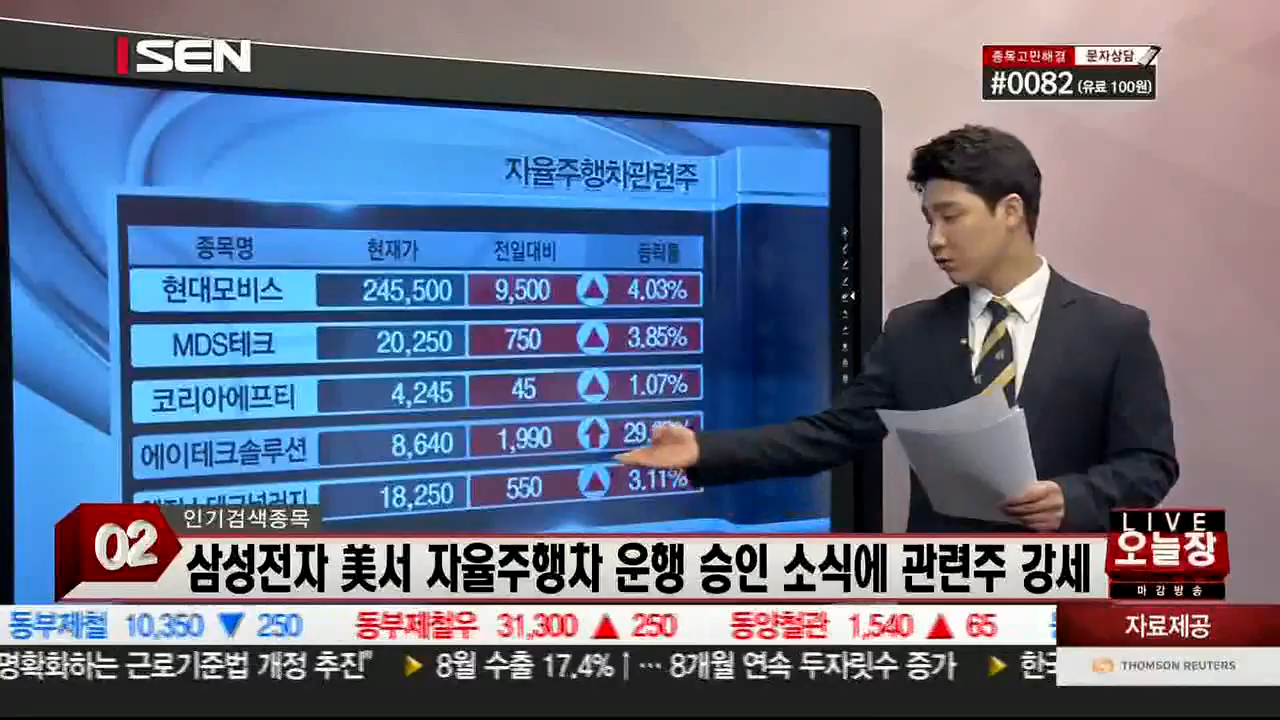 SEN
종목고민해결 문자상담
#0082 (유료 100원)
자율주행차관련주
종목명 현재가 전일대비 등락률
현대모비스 245,500 9,500 4.03%
MDS테크 20,250 750 3.85%
코리아에프티 4,245 45 1.07%
에이테크솔루션 8,640 1,990
18,250 550 3.11%
02 인기검색종목
삼성전자 美서 자율주행차 운행 승인 소식에 관련주 강세
LIVE
오늘장
마감방송
동부제철 10,350 ▼ 250 동부제철우 31,300 ▲ 250 동양철관 1,540 ▲ 65
자료제공
명확화하는 근로기준법 개정 추진" ▶ 8월 수출 17.4%↑… 8개월 연속 두자릿수 증가 ▶ 한국
THOMSON REUTERS